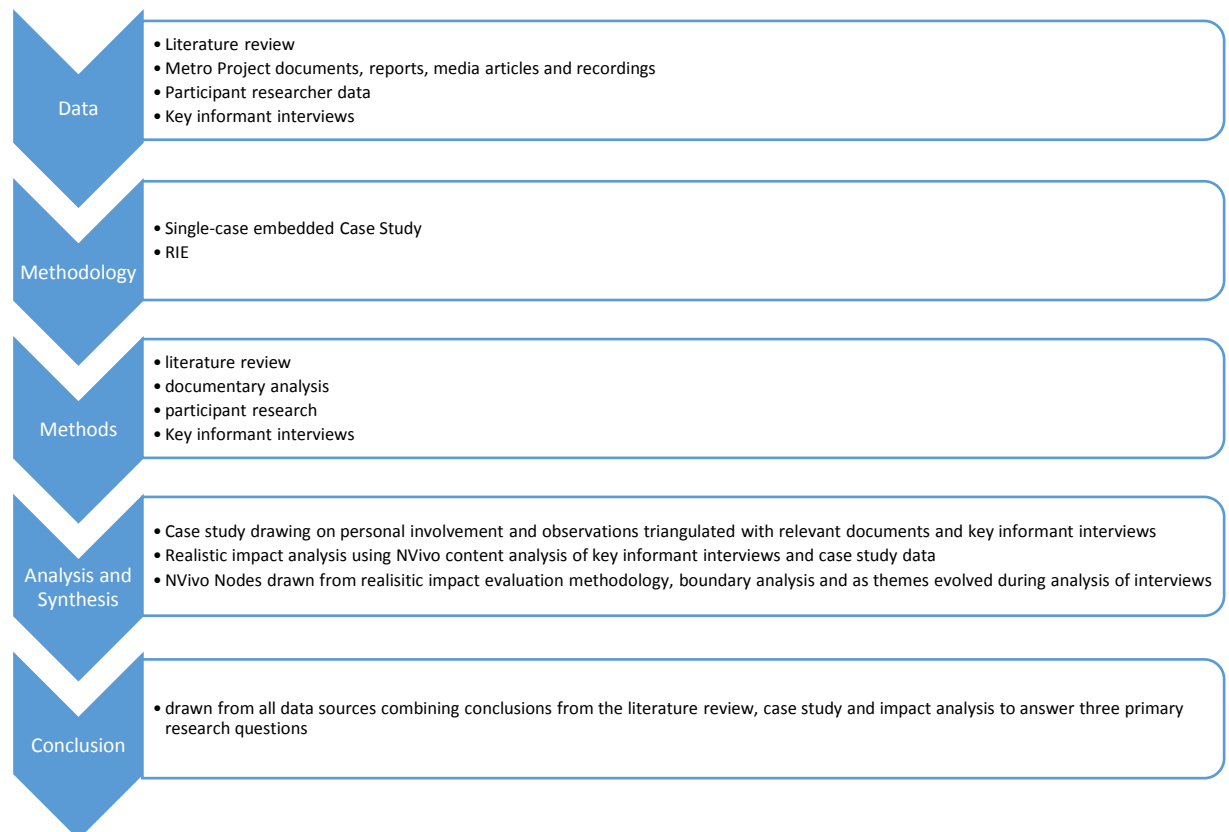 Data
• Literature review
• Metro Project documents, reports, media articles and recordings
• Participant researcher data
• Key informant interviews
Methodology
• Single-case embedded Case Study
• RIE
Methods
• literature review
• documentary analysis
• participant research
• Key informant interviews
Analysis and
Synthesis
• Case study drawing on personal involvement and observations triangulated with relevant documents and key informant interviews
• Realistic impact analysis using NVivo content analysis of key informant interviews and case study data
• NVivo Nodes drawn from realisitic impact evaluation methodology, boundary analysis and as themes evolved during analysis of interviews
Conclusion
• drawn from all data sources combining conclusions from the literature review, case study and impact analysis to answer three primary
research questions